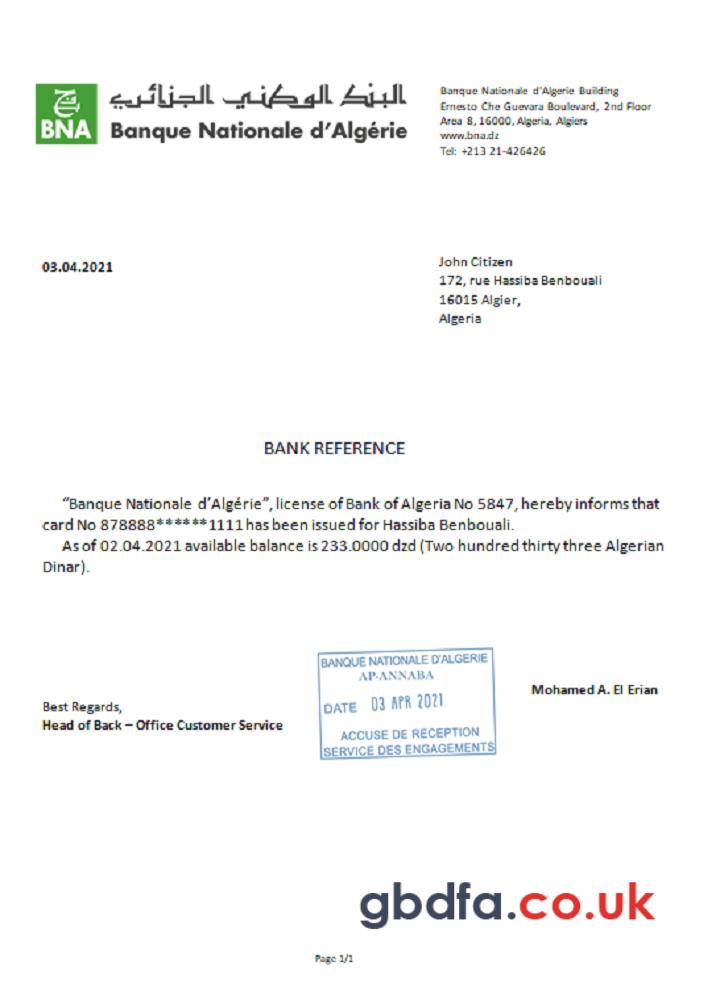 البنك الوطني الجزائري
BNA
Banque Nationale d'Algérie
Banque Nationale d'Algerie Building
Ernesto Che Guevara Boulevard, 2nd Floor
Area 8, 16000, Algeria, Algiers
www.bna.dz
Tel: +213 21-426426
03.04.2021
John Citizen
172, rue Hassiba Benbouali
16015 Algier,
Algeria
BANK REFERENCE
“Banque Nationale d’Algérie”, license of Bank of Algeria No 5847, hereby informs that
card No 878888******1111 has been issued for Hassiba Benbouali.
As of 02.04.2021 available balance is 233.0000 dzd (Two hundred thirty three Algerian
Dinar).
BANQUE NATIONALE D'ALGERIE
AP-ANNABA
DATE 03 APR 2021
ACCUSE DE RECEPTION
SERVICE DES ENGAGEMENTS
Mohamed A. El Erian
Best Regards,
Head of Back – Office Customer Service
gbdfa.co.uk
Page 1/1